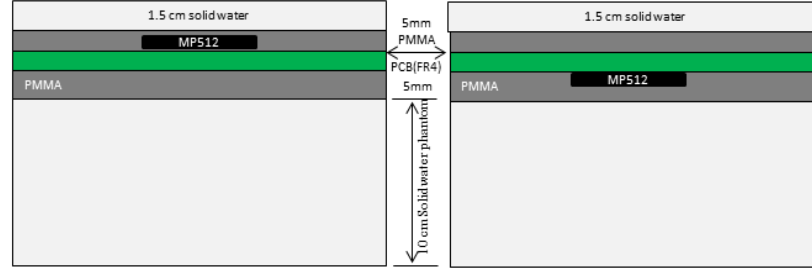 1.5 cm solid water
MP512
PMMA
5mm
PMMA
PCB(FR4)
5mm
10 cm Solid water phantom
1.5 cm solid water
MP512
PMMA